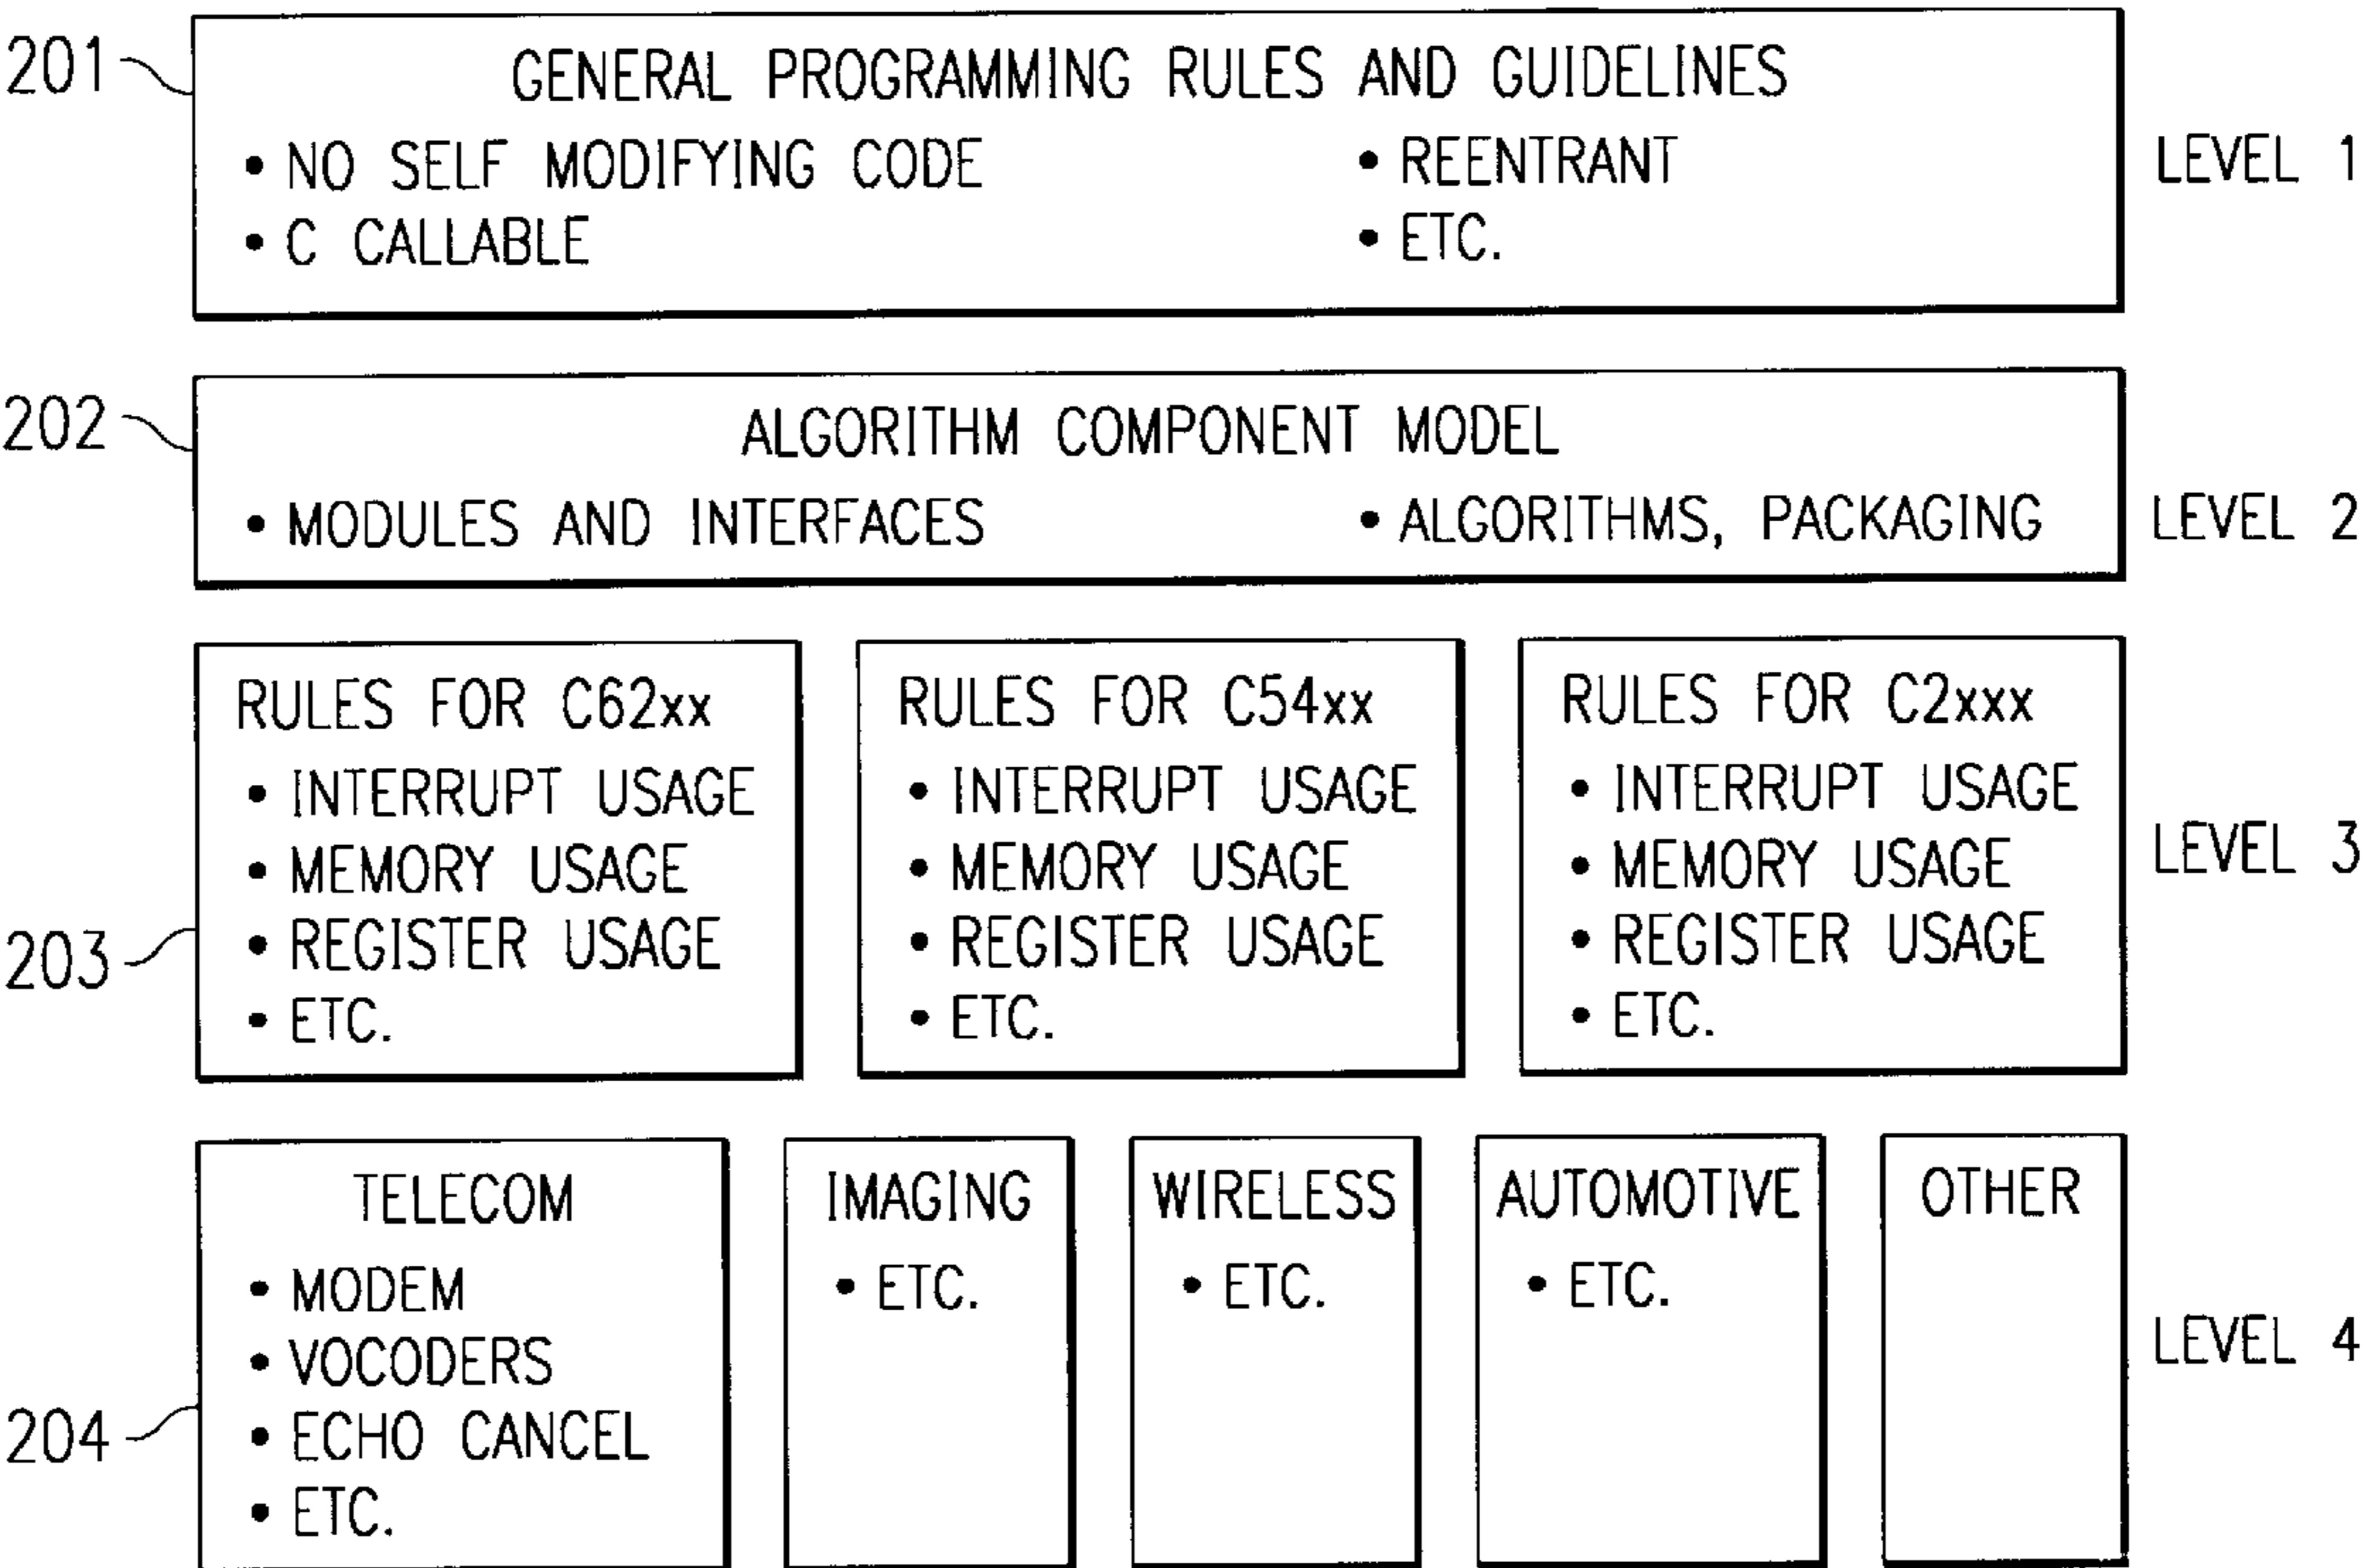 201
GENERAL PROGRAMMING RULES AND GUIDELINES
• NO SELF MODIFYING CODE
• REENTRANT
• C CALLABLE
• ETC.
LEVEL 1
202
ALGORITHM COMPONENT MODEL
• MODULES AND INTERFACES
• ALGORITHMS, PACKAGING
LEVEL 2
203
RULES FOR C62xx
• INTERRUPT USAGE
• MEMORY USAGE
• REGISTER USAGE
• ETC.
RULES FOR C54xx
• INTERRUPT USAGE
• MEMORY USAGE
• REGISTER USAGE
• ETC.
RULES FOR C2xxx
• INTERRUPT USAGE
• MEMORY USAGE
• REGISTER USAGE
• ETC.
LEVEL 3
204
TELECOM
• MODEM
• VOCODERS
• ECHO CANCEL
• ETC.
IMAGING
• ETC.
WIRELESS
• ETC.
AUTOMOTIVE
• ETC.
OTHER
LEVEL 4